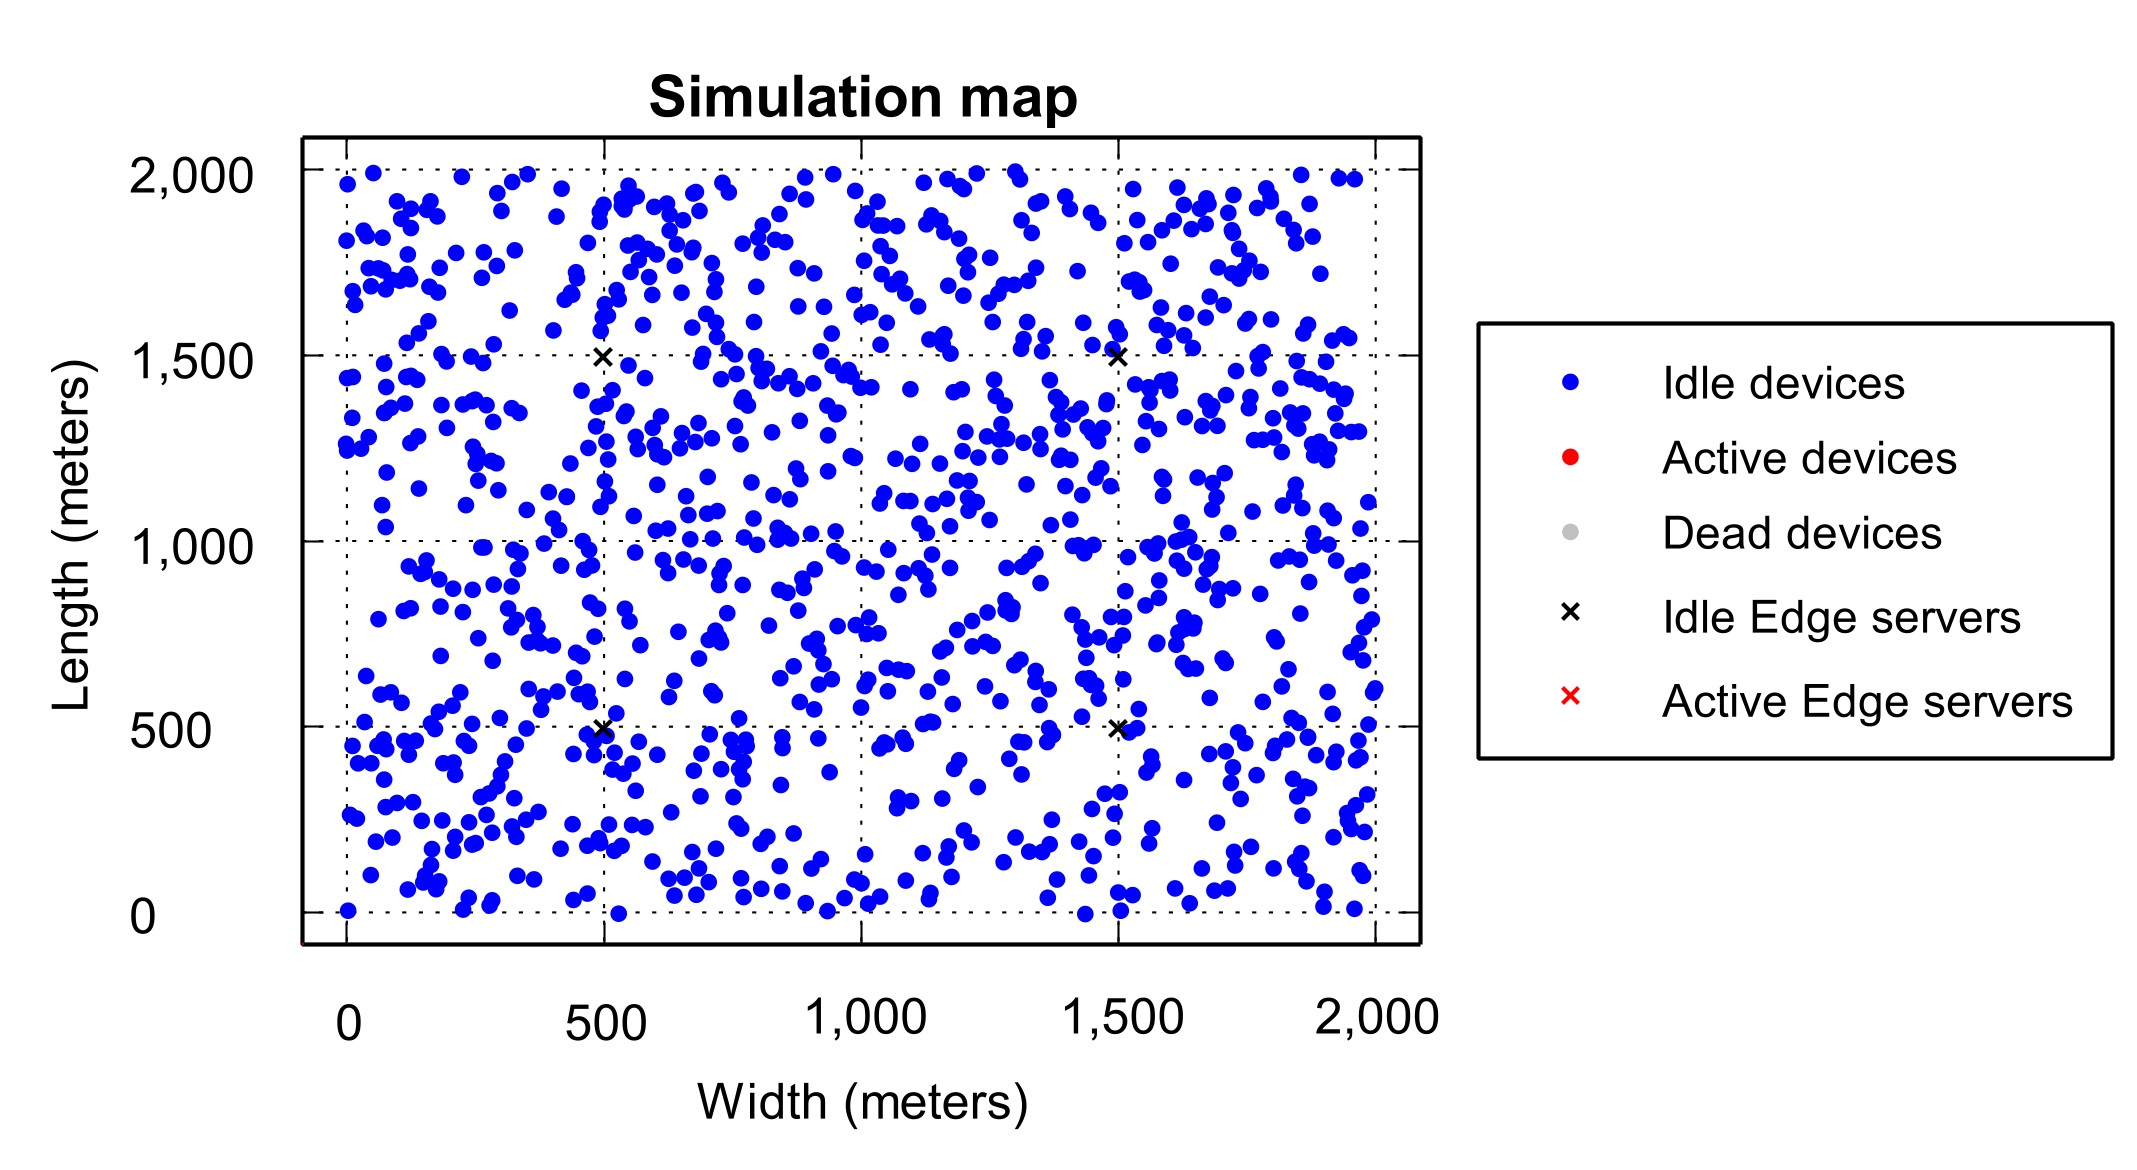 Simulation map
2,000
1,500
1,000
500
0
Length (meters)
0
500
1,000
1,500
2,000
Width (meters)
Idle devices
Active devices
Dead devices
Idle Edge servers
Active Edge servers